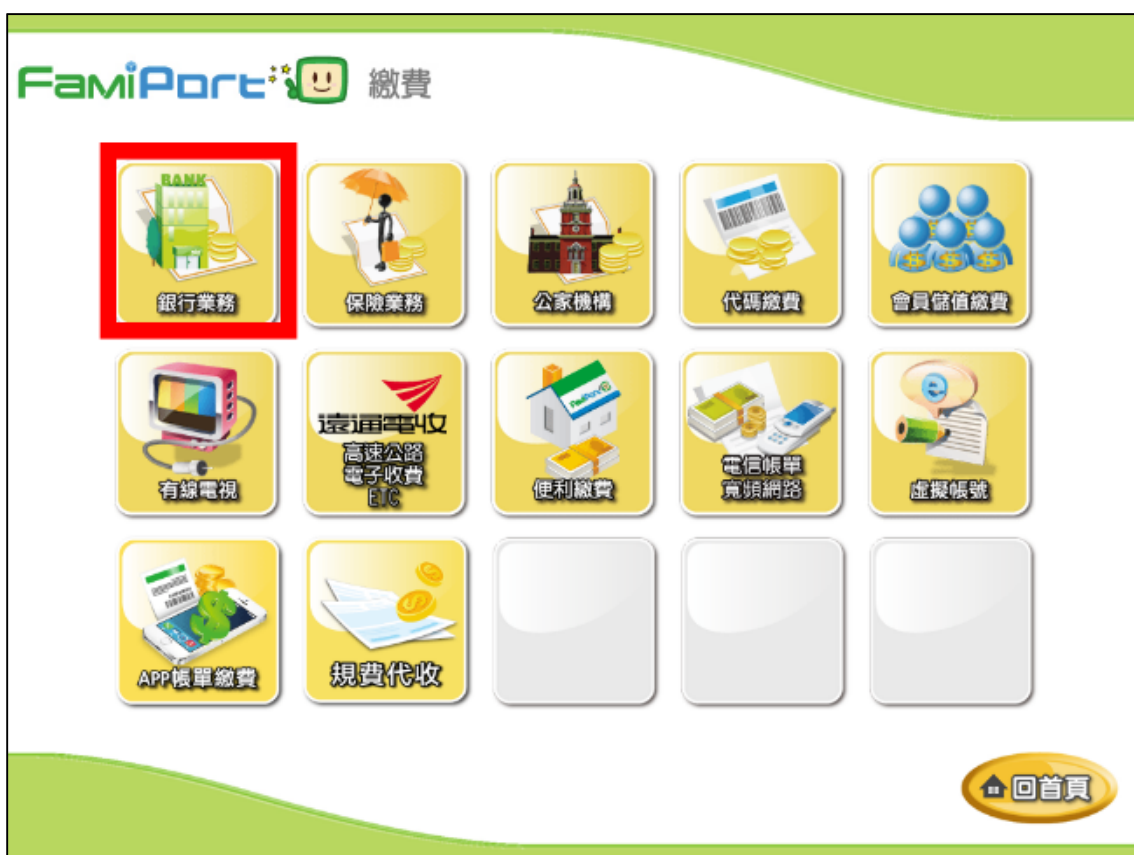 FamiPort 繳費
BANK
銀行業務
保險業務
公家機構
代碼繳費
會員儲值繳費
有線電視
遠通電收
高速公路
電子收費
ETC
FamiPort
便利繳費
電信帳單
寬頻網路
e
虛擬帳號
APP帳單繳費
規費代收
回首頁